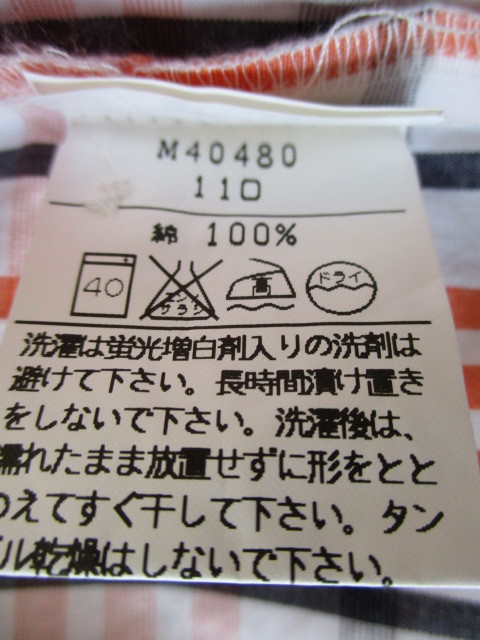 M40480
110
綿 100%
40
エンソ
サラシ
高
ドライ
洗濯は蛍光増白剤入りの洗剤は
避けて下さい。長時間漬け置き
をしないで下さい。洗濯後は、
濡れたまま放置せずに形をとと
のえてすぐ干して下さい。タン
ブル乾燥はしないで下さい。